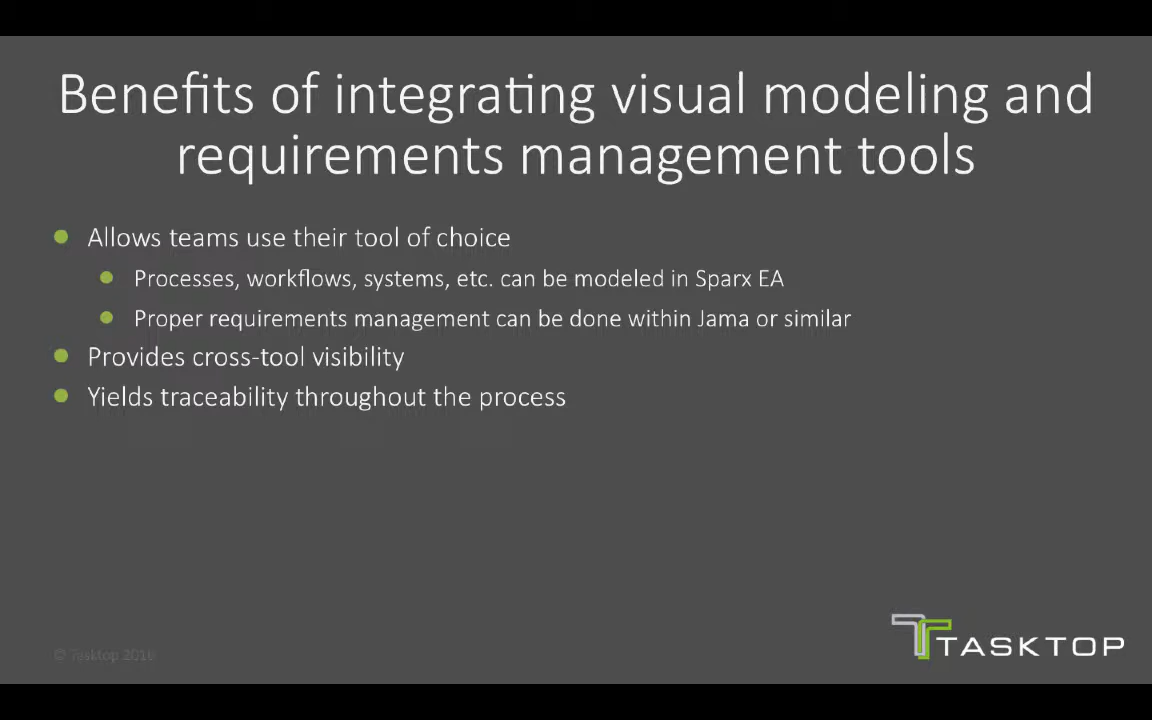 Benefits of integrating visual modeling and
requirements management tools
Allows teams use their tool of choice
Processes, workflows, systems, etc. can be modeled in Sparx EA
Proper requirements management can be done within Jama or similar
Provides cross-tool visibility
Yields traceability throughout the process
© Tasktop
TASKTOP